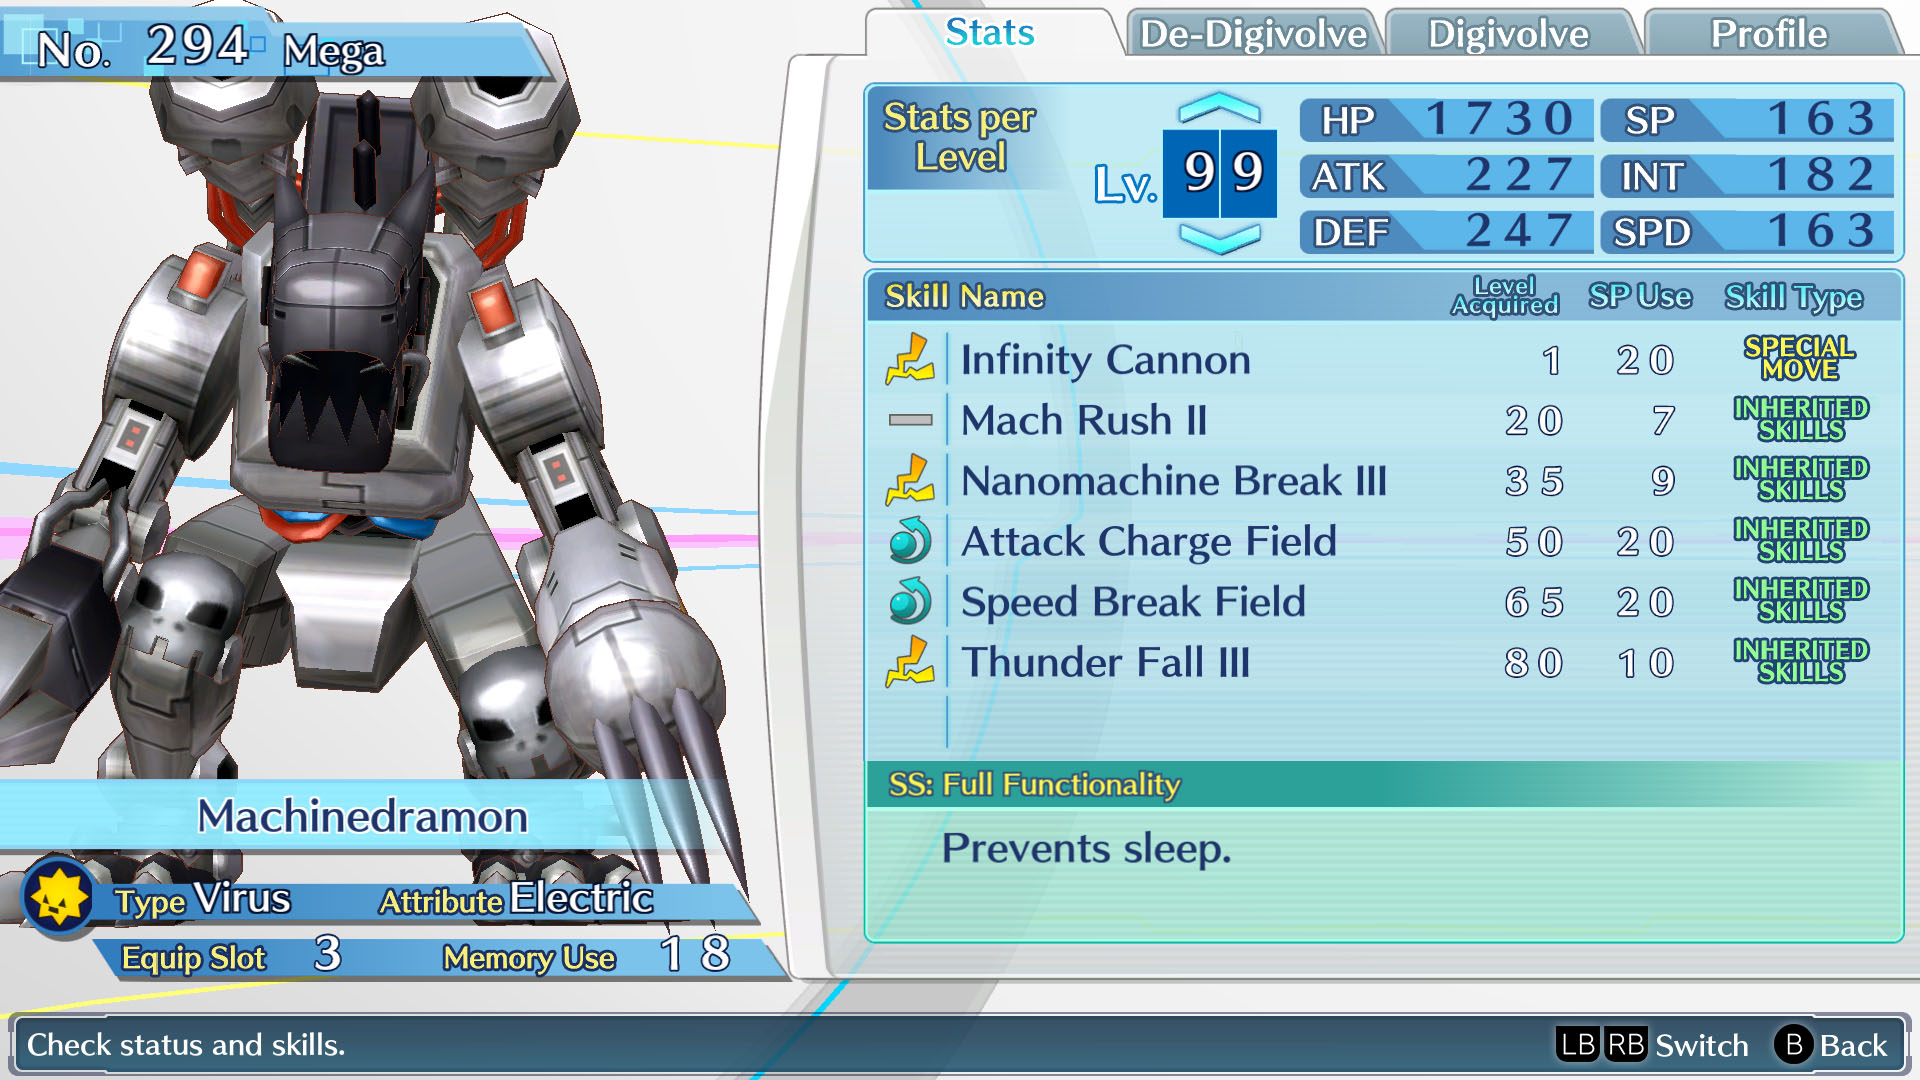 No. 294 Mega
Stats
De-Digivolve
Digivolve
Profile
Stats per
Level
Lv. 99
HP 1730
SP 163
ATK 227
INT 182
DEF 247
SPD 163
Skill Name Level Acquired SP Use Skill Type
Infinity Cannon 1 20 SPECIAL MOVE
Mach Rush II 20 7 INHERITED SKILLS
Nanomachine Break III 35 9 INHERITED SKILLS
Attack Charge Field 50 20 INHERITED SKILLS
Speed Break Field 65 20 INHERITED SKILLS
Thunder Fall III 80 10 INHERITED SKILLS
SS: Full Functionality
Prevents sleep.
Machinedramon
Type Virus Attribute Electric
Equip Slot 3 Memory Use 18
Check status and skills.
LB RB Switch B Back